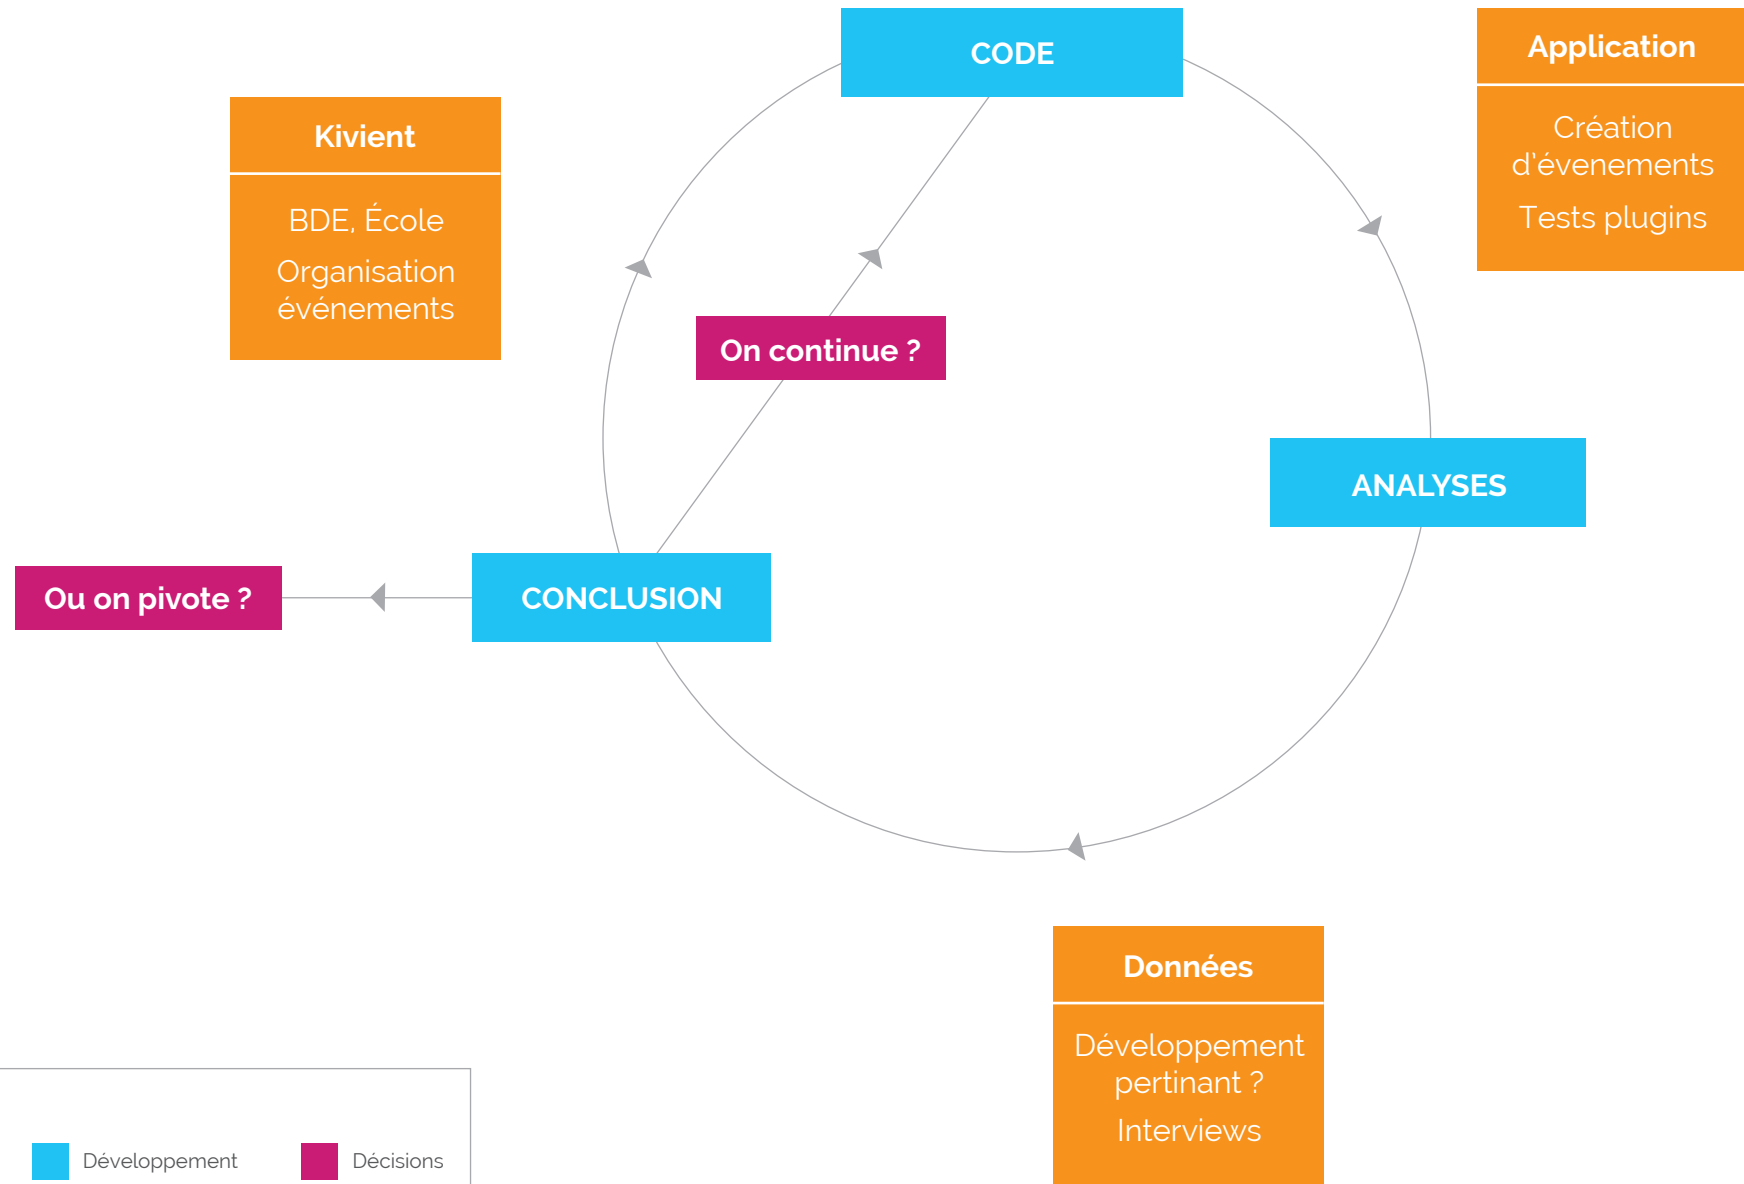 CODE
Application
Création
d'évenements
Tests plugins
Kivient
BDE, École
Organisation
événements
On continue ?
ANALYSES
Ou on pivote ?
CONCLUSION
Données
Développement
pertinant ?
Interviews
Développement
Décisions